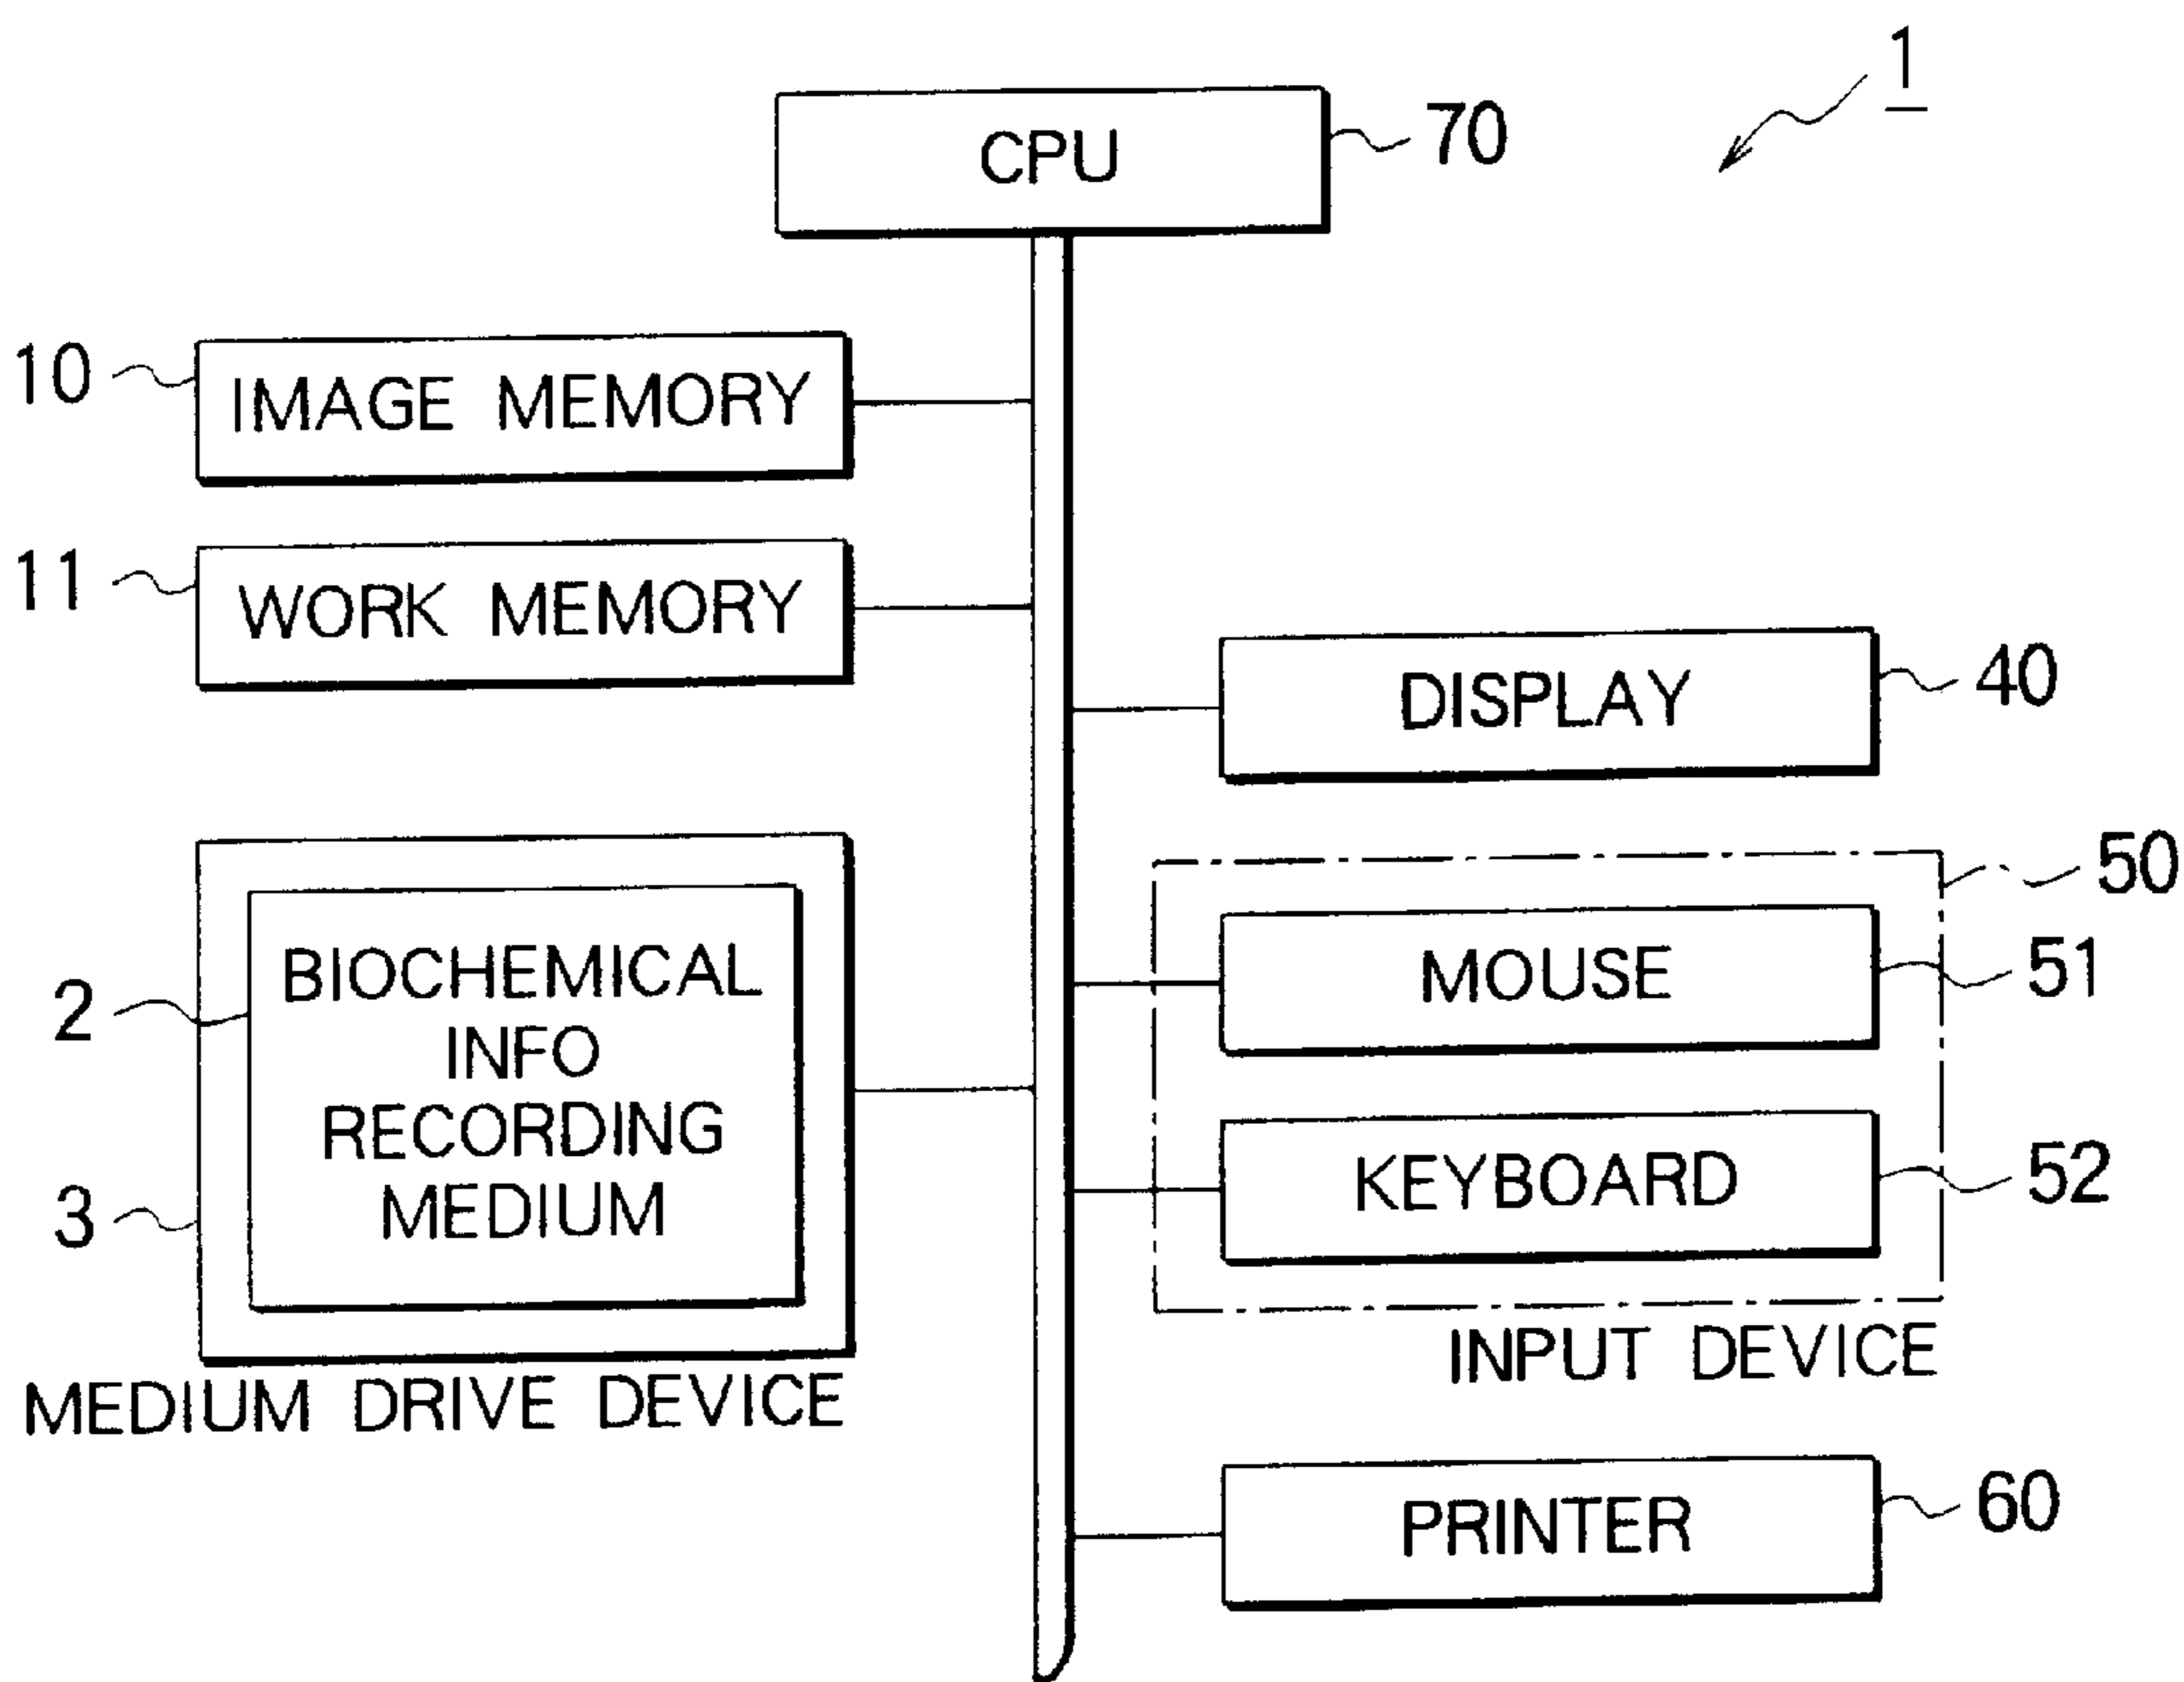 1
CPU
70
10
IMAGE MEMORY
11
WORK MEMORY
DISPLAY
40
50
MOUSE
51
KEYBOARD
52
INPUT DEVICE
2
BIOCHEMICAL
INFO
RECORDING
MEDIUM
3
MEDIUM DRIVE DEVICE
PRINTER
60